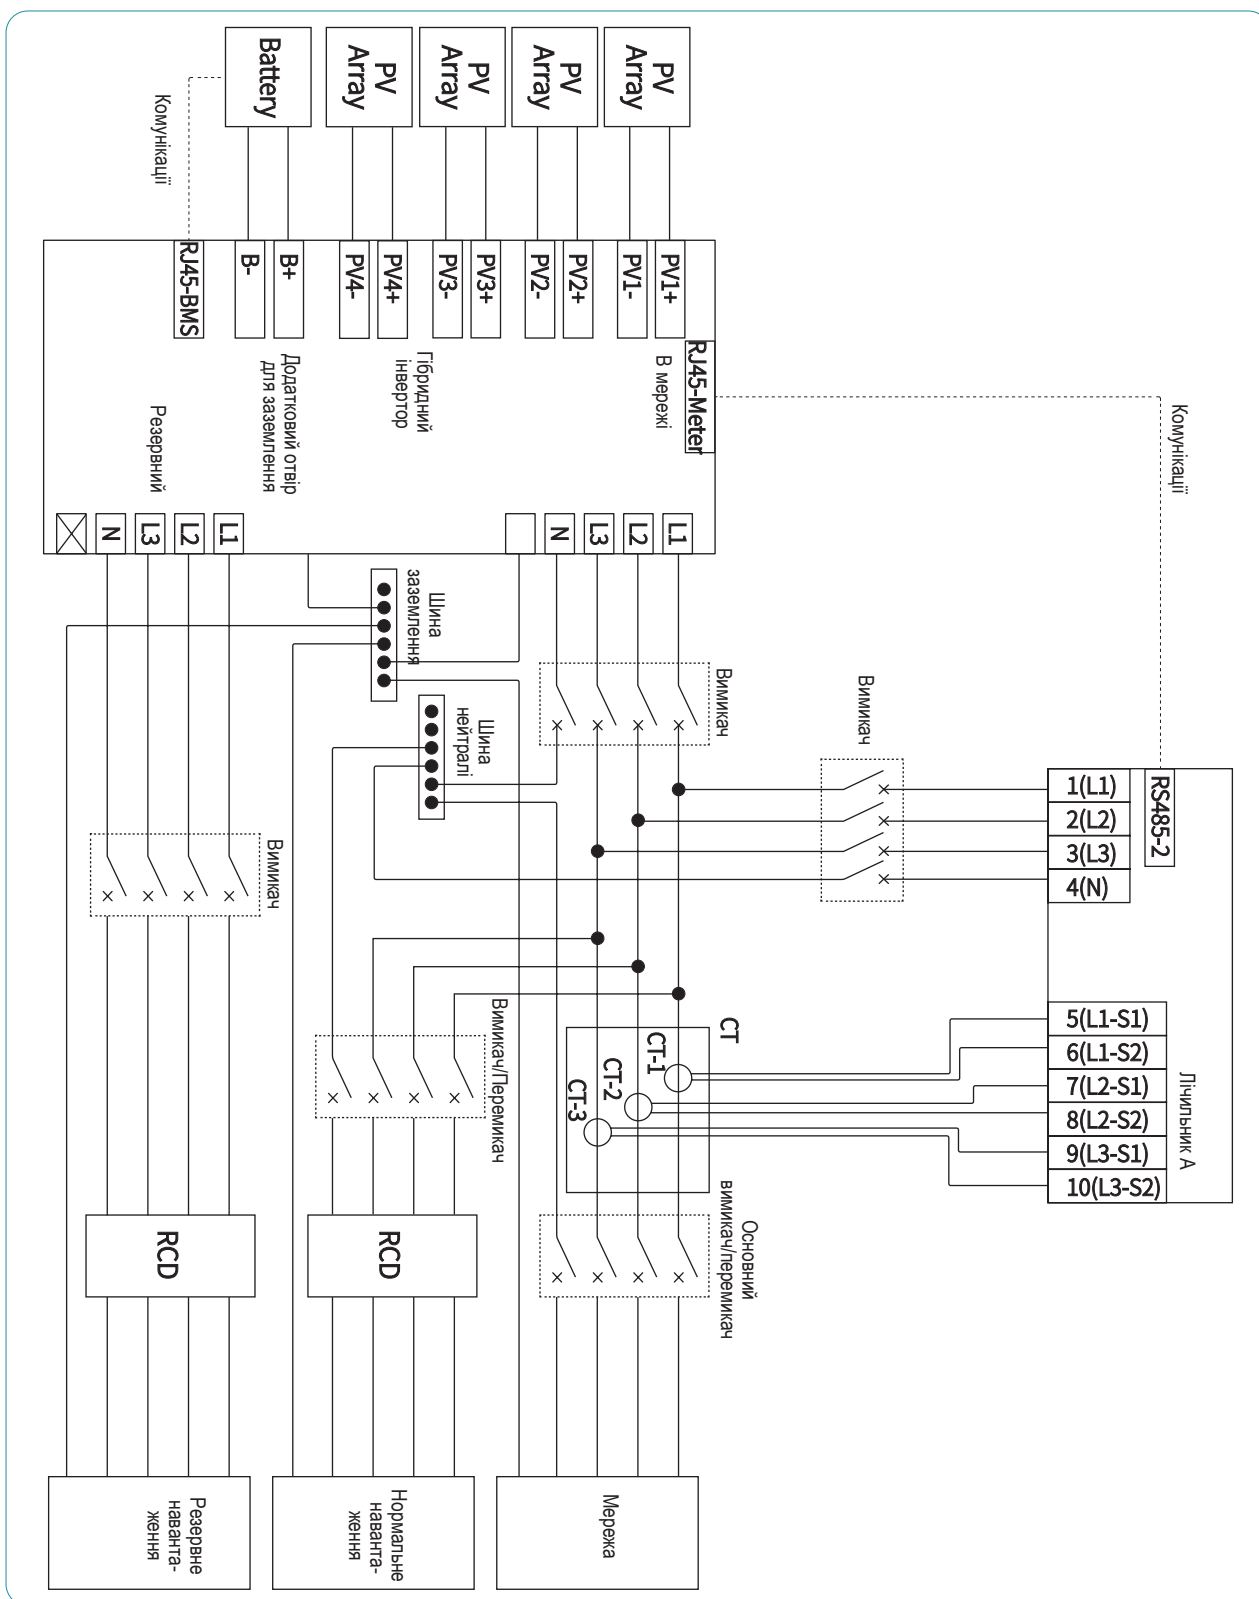 Battery
PV
Array
PV
Array
PV
Array
PV
Array
Комунікації
RJ45-BMS
B-
B+
PV4-
PV4+
PV3-
PV3+
PV2-
PV2+
PV1-
PV1+
RJ45-Meter
В мережі
Гібридний
інвертор
Додатковий отвір
для заземлення
Резервний
Комунікації
N
L3
L2
L1
N
L3
L2
L1
Шина
заземлення
Шина
нейтралі
Вимикач
Вимикач
1(L1)
2(L2)
3(L3)
4(N)
RS485-2
Вимикач
Вимикач/Перемикач
CT
CT-1
CT-2
CT-3
5(L1-S1)
6(L1-S2)
7(L2-S1)
8(L2-S2)
9(L3-S1)
10(L3-S2)
Лічильник А
Основний
вимикач/перемикач
RCD
RCD
Резервне
наванта-
ження
Нормальне
наванта-
ження
Мережа